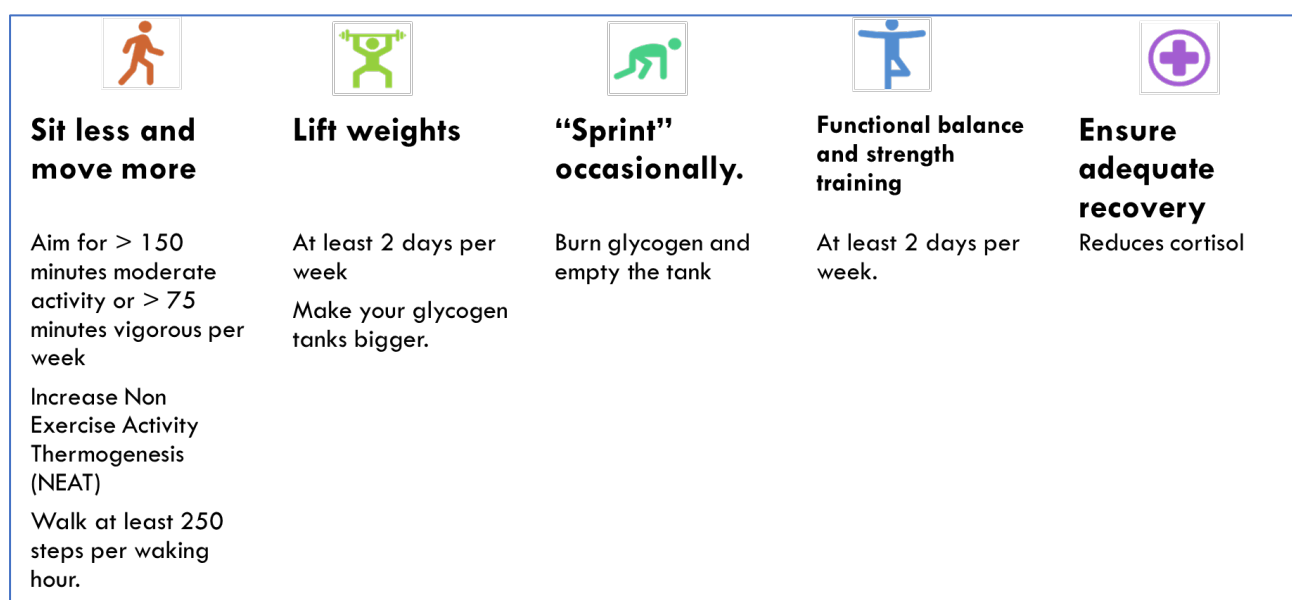 Sit less and
move more
Aim for > 150
minutes moderate
activity or > 75
minutes vigorous per
week
Increase Non
Exercise Activity
Thermogenesis
(NEAT)
Walk at least 250
steps per waking
hour.
Lift weights
At least 2 days per
week
Make your glycogen
tanks bigger.
“Sprint”
occasionally.
Burn glycogen and
empty the tank
Functional balance
and strength
training
At least 2 days per
week.
Ensure
adequate
recovery
Reduces cortisol